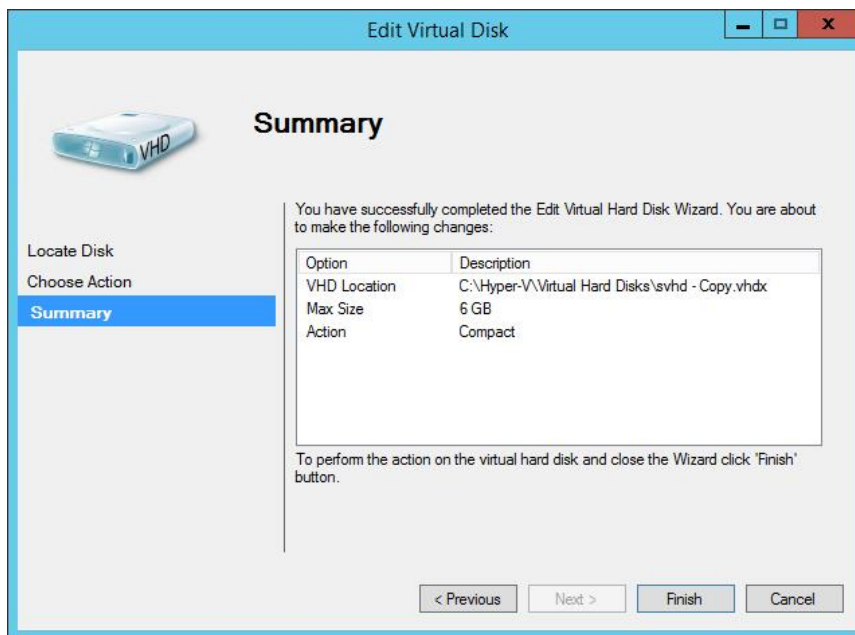 Edit Virtual Disk
VHD
Summary
Locate Disk
Choose Action
Summary
You have successfully completed the Edit Virtual Hard Disk Wizard. You are about
to make the following changes:
Option Description
VHD Location C:\Hyper-V\Virtual Hard Disks\svhd - Copy.vhdx
Max Size 6 GB
Action Compact
To perform the action on the virtual hard disk and close the Wizard click 'Finish'
button.
< Previous Next > Finish Cancel